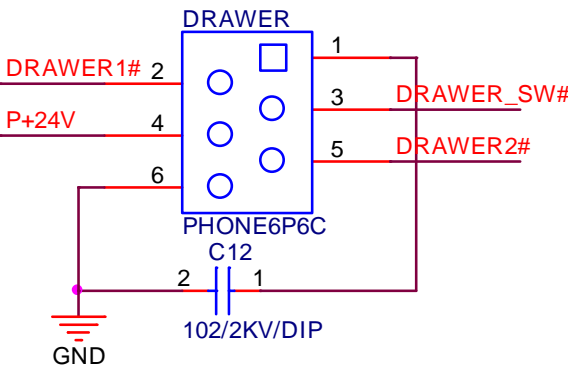 DRAWER
1
DRAWER1# 2
3 DRAWER_SW#
P+24V 4
5 DRAWER2#
6
PHONE6P6C
C12
2 1
102/2KV/DIP
GND